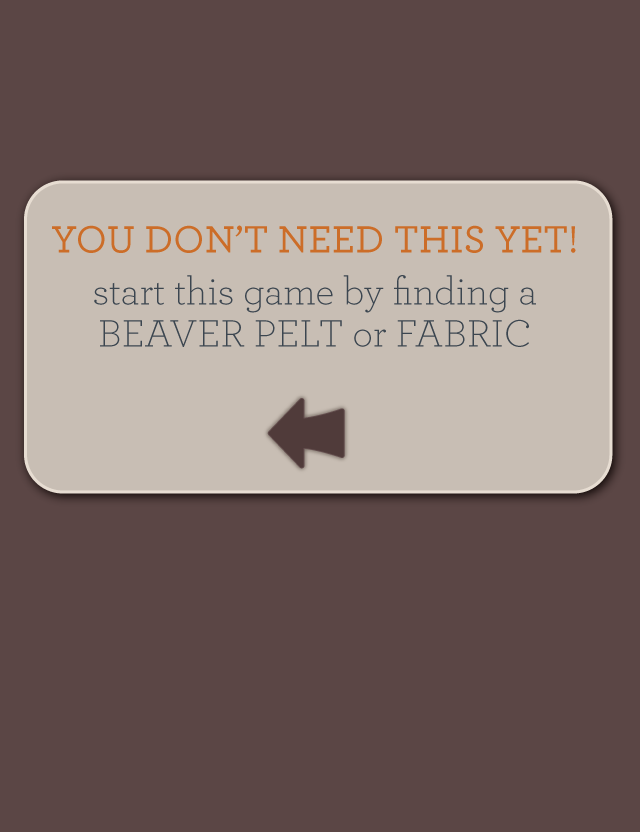 YOU DON’T NEED THIS YET!
start this game by finding a
BEAVER PELT or FABRIC